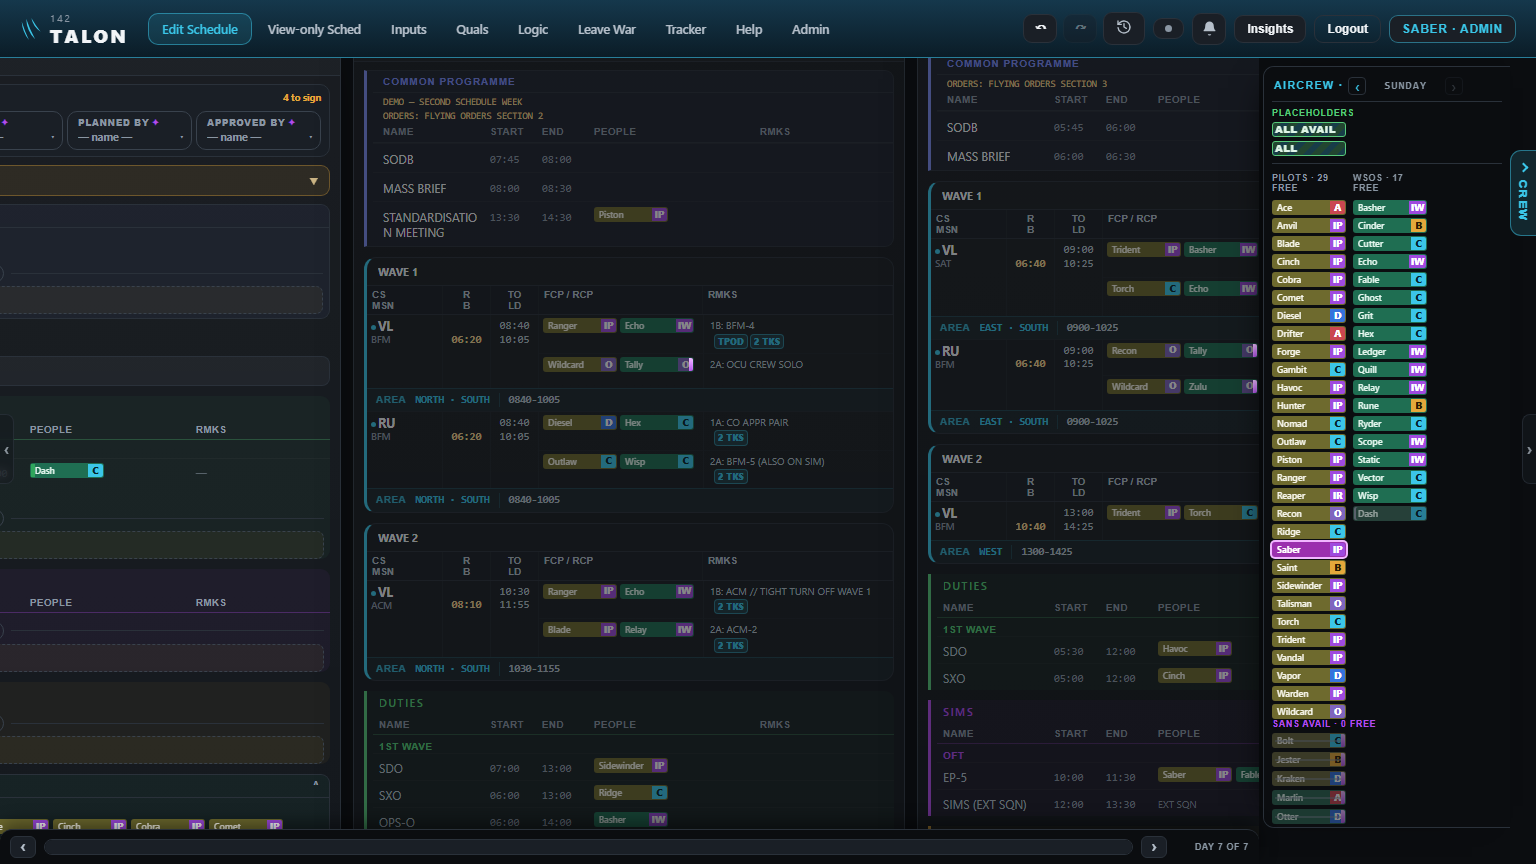 142
TALON
Edit Schedule
View-only Sched
Inputs
Quals
Logic
Leave War
Tracker
Help
Admin
Insights
Logout
SABER · ADMIN
4 to sign
PLANNED BY
— name —
APPROVED BY
— name —
PEOPLE RMKS
Dash C —
PEOPLE RMKS
IP Cinch IP Cobra IP Comet IP
COMMON PROGRAMME
DEMO — SECOND SCHEDULE WEEK
ORDERS: FLYING ORDERS SECTION 2
NAME START END PEOPLE RMKS
SODB 07:45 08:00
MASS BRIEF 08:00 08:30
STANDARDISATIO 13:30 14:30 Piston IP
N MEETING
WAVE 1
CS R TO FCP / RCP RMKS
MSN B LD
VL 08:40 Ranger IP Echo IW 1B: BFM-4
BFM 06:20 10:05 TPOD 2 TKS
Wildcard O Tally O 2A: OCU CREW SOLO
AREA NORTH · SOUTH 0840-1005
RU 08:40 Diesel D Hex C 1A: CO APPR PAIR
BFM 06:20 10:05 2 TKS
Outlaw C Wisp C 2A: BFM-5 (ALSO ON SIM)
2 TKS
AREA NORTH · SOUTH 0840-1005
WAVE 2
CS R TO FCP / RCP RMKS
MSN B LD
VL 10:30 Ranger IP Echo IW 1B: ACM // TIGHT TURN OFF WAVE 1
ACM 08:10 11:55 2 TKS
Blade IP Relay IW 2A: ACM-2
2 TKS
AREA NORTH · SOUTH 1030-1155
DUTIES
NAME START END PEOPLE RMKS
1ST WAVE
SDO 07:00 13:00 Sidewinder IP
SXO 06:00 13:00 Ridge C
OPS-O 06:00 14:00 Basher IW
COMMON PROGRAMME
ORDERS: FLYING ORDERS SECTION 3
NAME START END PEOPLE
SODB 05:45 06:00
MASS BRIEF 06:00 06:30
WAVE 1
CS R TO FCP / RCP
MSN B LD
VL 09:00 Trident IP Basher IW
SAT 06:40 10:25
Torch C Echo IW
AREA EAST · SOUTH 0900-1025
RU 09:00 Recon O Tally O
BFM 06:40 10:25
Wildcard O Zulu O
AREA EAST · SOUTH 0900-1025
WAVE 2
CS R TO FCP / RCP
MSN B LD
VL 13:00 Trident IP Torch C
BFM 10:40 14:25
AREA WEST 1300-1425
DUTIES
NAME START END PEOPLE
1ST WAVE
SDO 05:30 12:00 Havoc IP
SXO 05:00 12:00 Cinch IP
SIMS
NAME START END PEOPLE
OFT
EP-5 10:00 11:30 Saber IP
SIMS (EXT SQN) 12:00 13:30 EXT SQN
AIRCREW · SUNDAY
PLACEHOLDERS
ALL AVAIL
ALL
PILOTS · 29 FREE
WSOS · 17 FREE
Ace A Basher IW
Anvil IP Cinder B
Blade IP Cutter C
Cinch IP Echo IW
Cobra IP Fable C
Comet IP Ghost C
Diesel D Grit C
Drifter A Hex C
Forge IP Ledger IW
Gambit C Quill IW
Havoc IP Relay IW
Hunter IP Rune B
Nomad C Ryder C
Outlaw C Scope IW
Piston IP Static IW
Ranger IP Vector C
Reaper IR Wisp C
Recon O Dash C
Ridge C
Saber IP
Saint B
Sidewinder IP
Talisman O
Torch C
Trident IP
Vandal IP
Vapor D
Warden IP
Wildcard O
SANS AVAIL · 0 FREE
Bolt C
Jester B
Kraken D
Marlin A
Otter D
CREW
DAY 7 OF 7